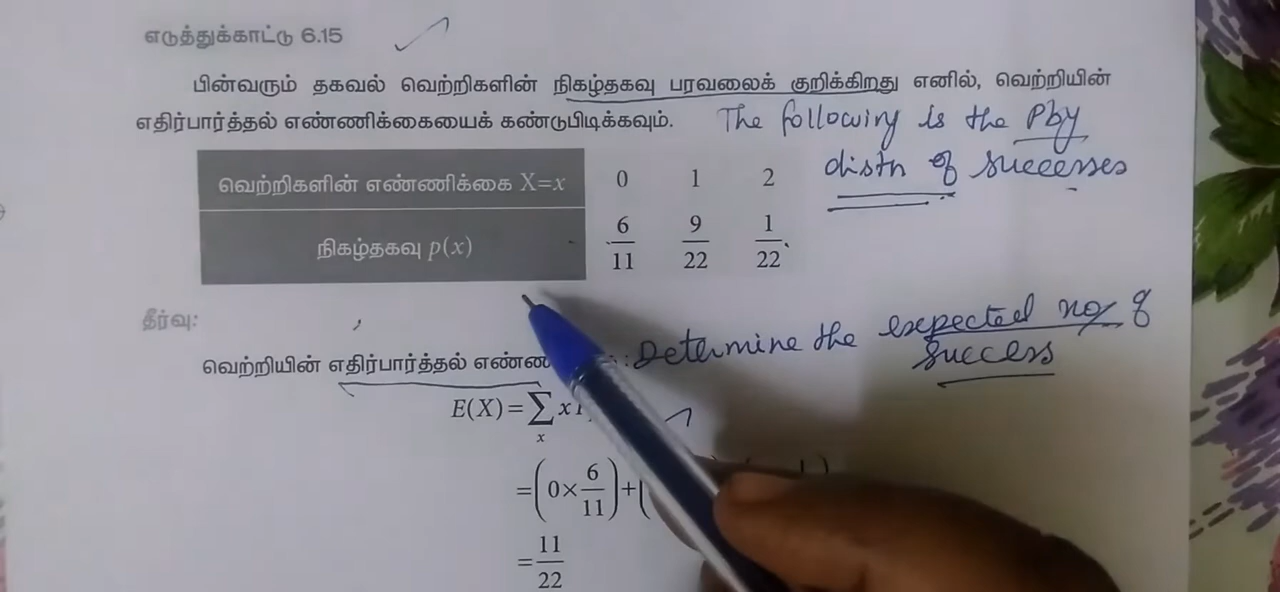 எடுத்துக்காட்டு 6.15
பின்வரும் தகவல் வெற்றிகளின் நிகழ்தகவு பரவலைக் குறிக்கிறது எனில், வெற்றியின்
எதிர்பார்த்தல் எண்ணிக்கையைக் கண்டுபிடிக்கவும். The following is the Pby
distn of successes
வெற்றிகளின் எண்ணிக்கை X=x 0 1 2
நிகழ்தகவு p(x) 6/11 9/22 1/22
தீர்வு:
வெற்றியின் எதிர்பார்த்தல் : Determine the expected no/ of
success
E(X) = ∑ x
x
= (0 × 6/11) + (
= 11/22